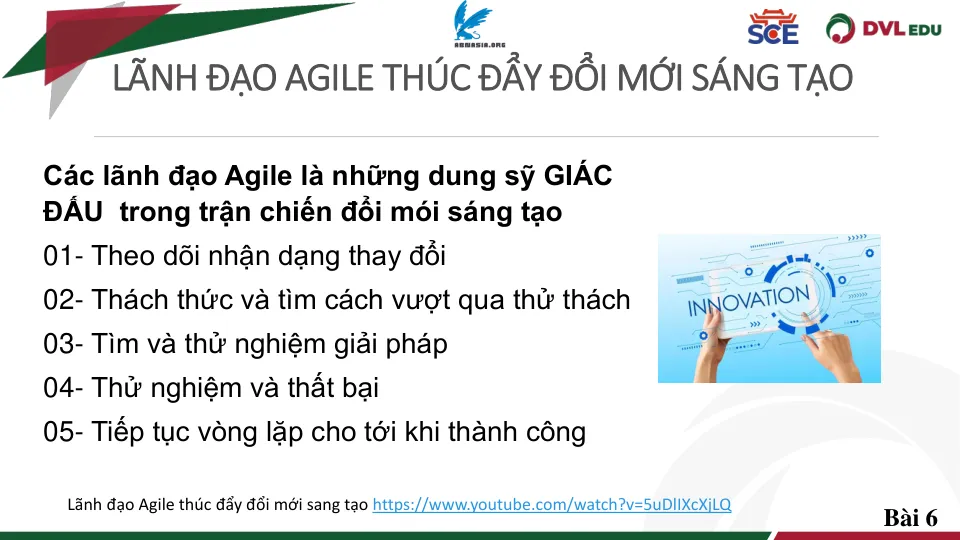 ARMASIA.ORG
SCE
DVL EDU
LÃNH ĐẠO AGILE THÚC ĐẨY ĐỔI MỚI SÁNG TẠO
Các lãnh đạo Agile là những dung sỹ GIÁC
ĐẤU trong trận chiến đổi mói sáng tạo
01- Theo dõi nhận dạng thay đổi
02- Thách thức và tìm cách vượt qua thử thách
03- Tìm và thử nghiệm giải pháp
04- Thử nghiệm và thất bại
05- Tiếp tục vòng lặp cho tới khi thành công
INNOVATION
Lãnh đạo Agile thúc đẩy đổi mới sang tạo https://www.youtube.com/watch?v=5uDlIXcXjLQ
Bài 6